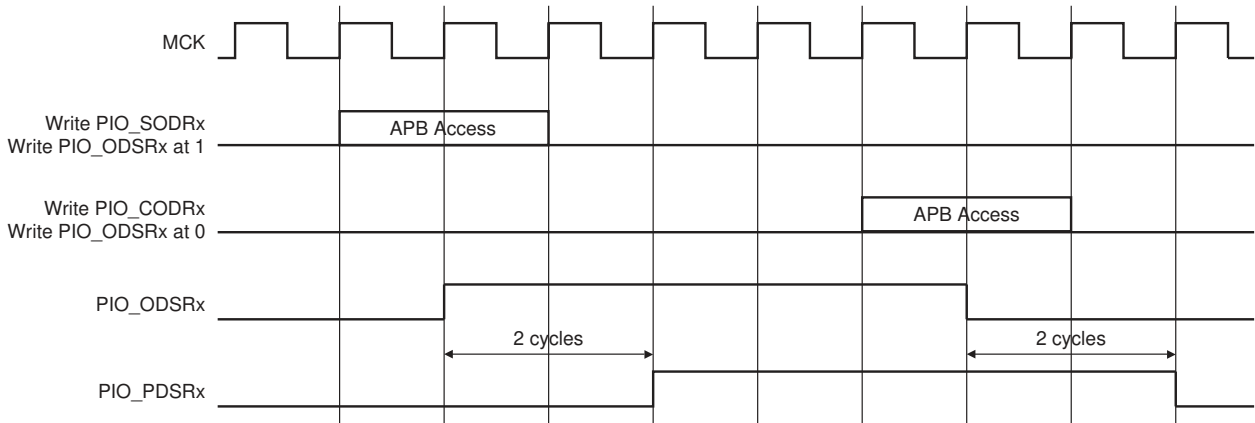 MCK
Write PIO_SODRx
Write PIO_ODSRx at 1
APB Access
Write PIO_CODRx
Write PIO_ODSRx at 0
APB Access
PIO_ODSRx
2 cycles
2 cycles
PIO_PDSRx